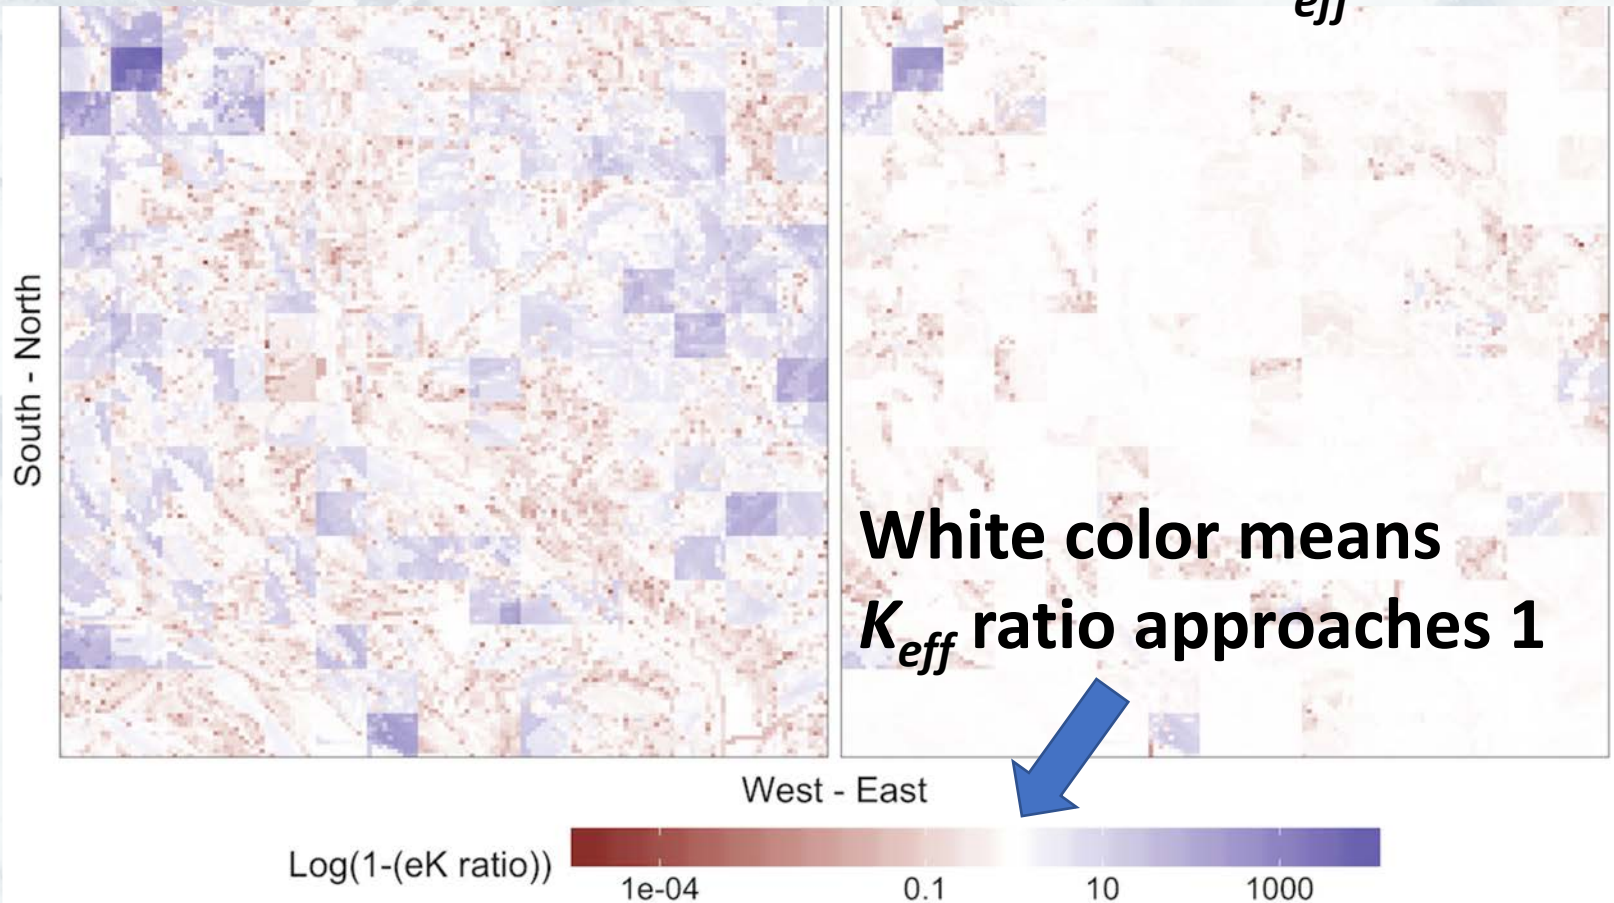 eff
South - North
White color means
Keff ratio approaches 1
West - East
Log(1-(eK ratio))
1e-04 0.1 10 1000